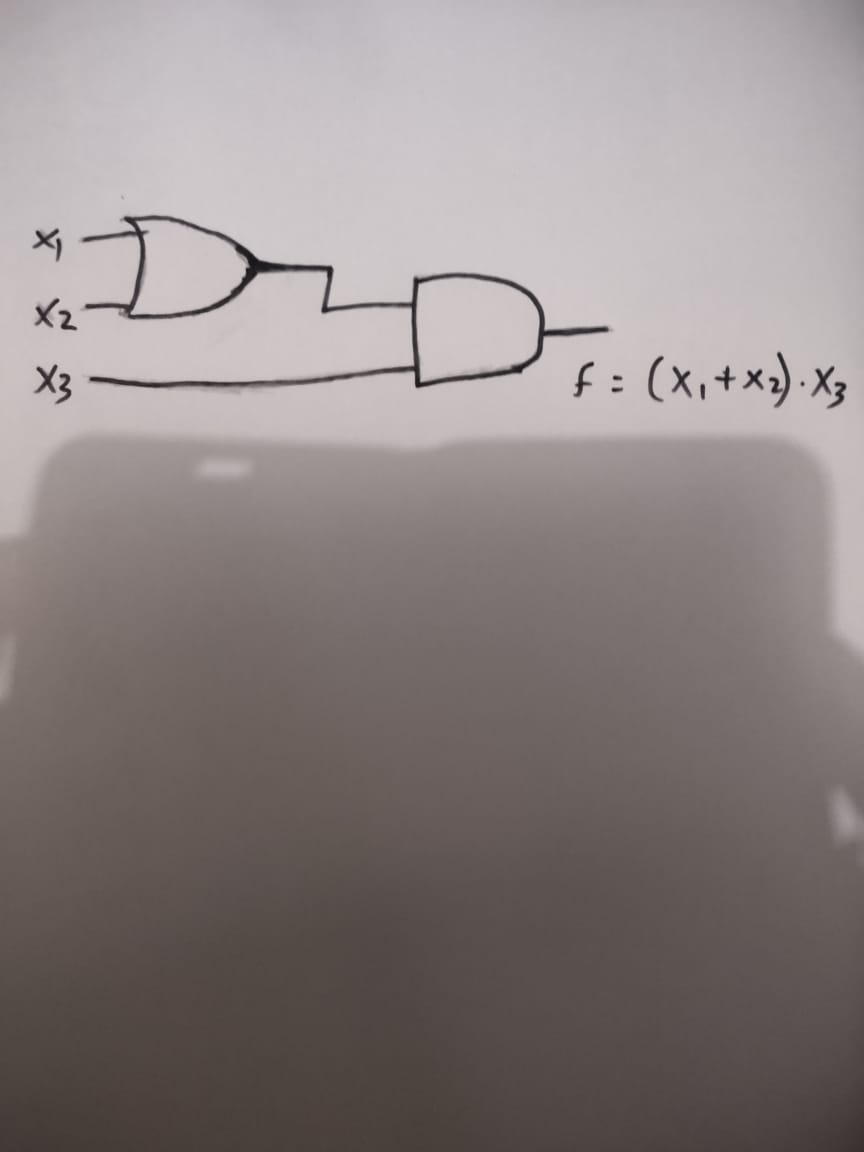 x₁
x₂
x₃
f = (x₁+x₂)·x₃